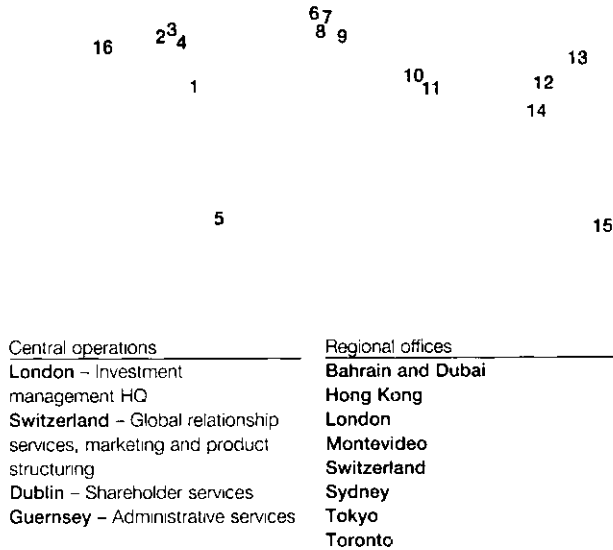 6 7
2 3 4 8 9
16 13
10 11 12
1 14
5 15
Central operations
London – Investment
management HQ
Switzerland – Global relationship
services, marketing and product
structuring
Dublin – Shareholder services
Guernsey – Administrative services
Regional offices
Bahrain and Dubai
Hong Kong
London
Montevideo
Switzerland
Sydney
Tokyo
Toronto